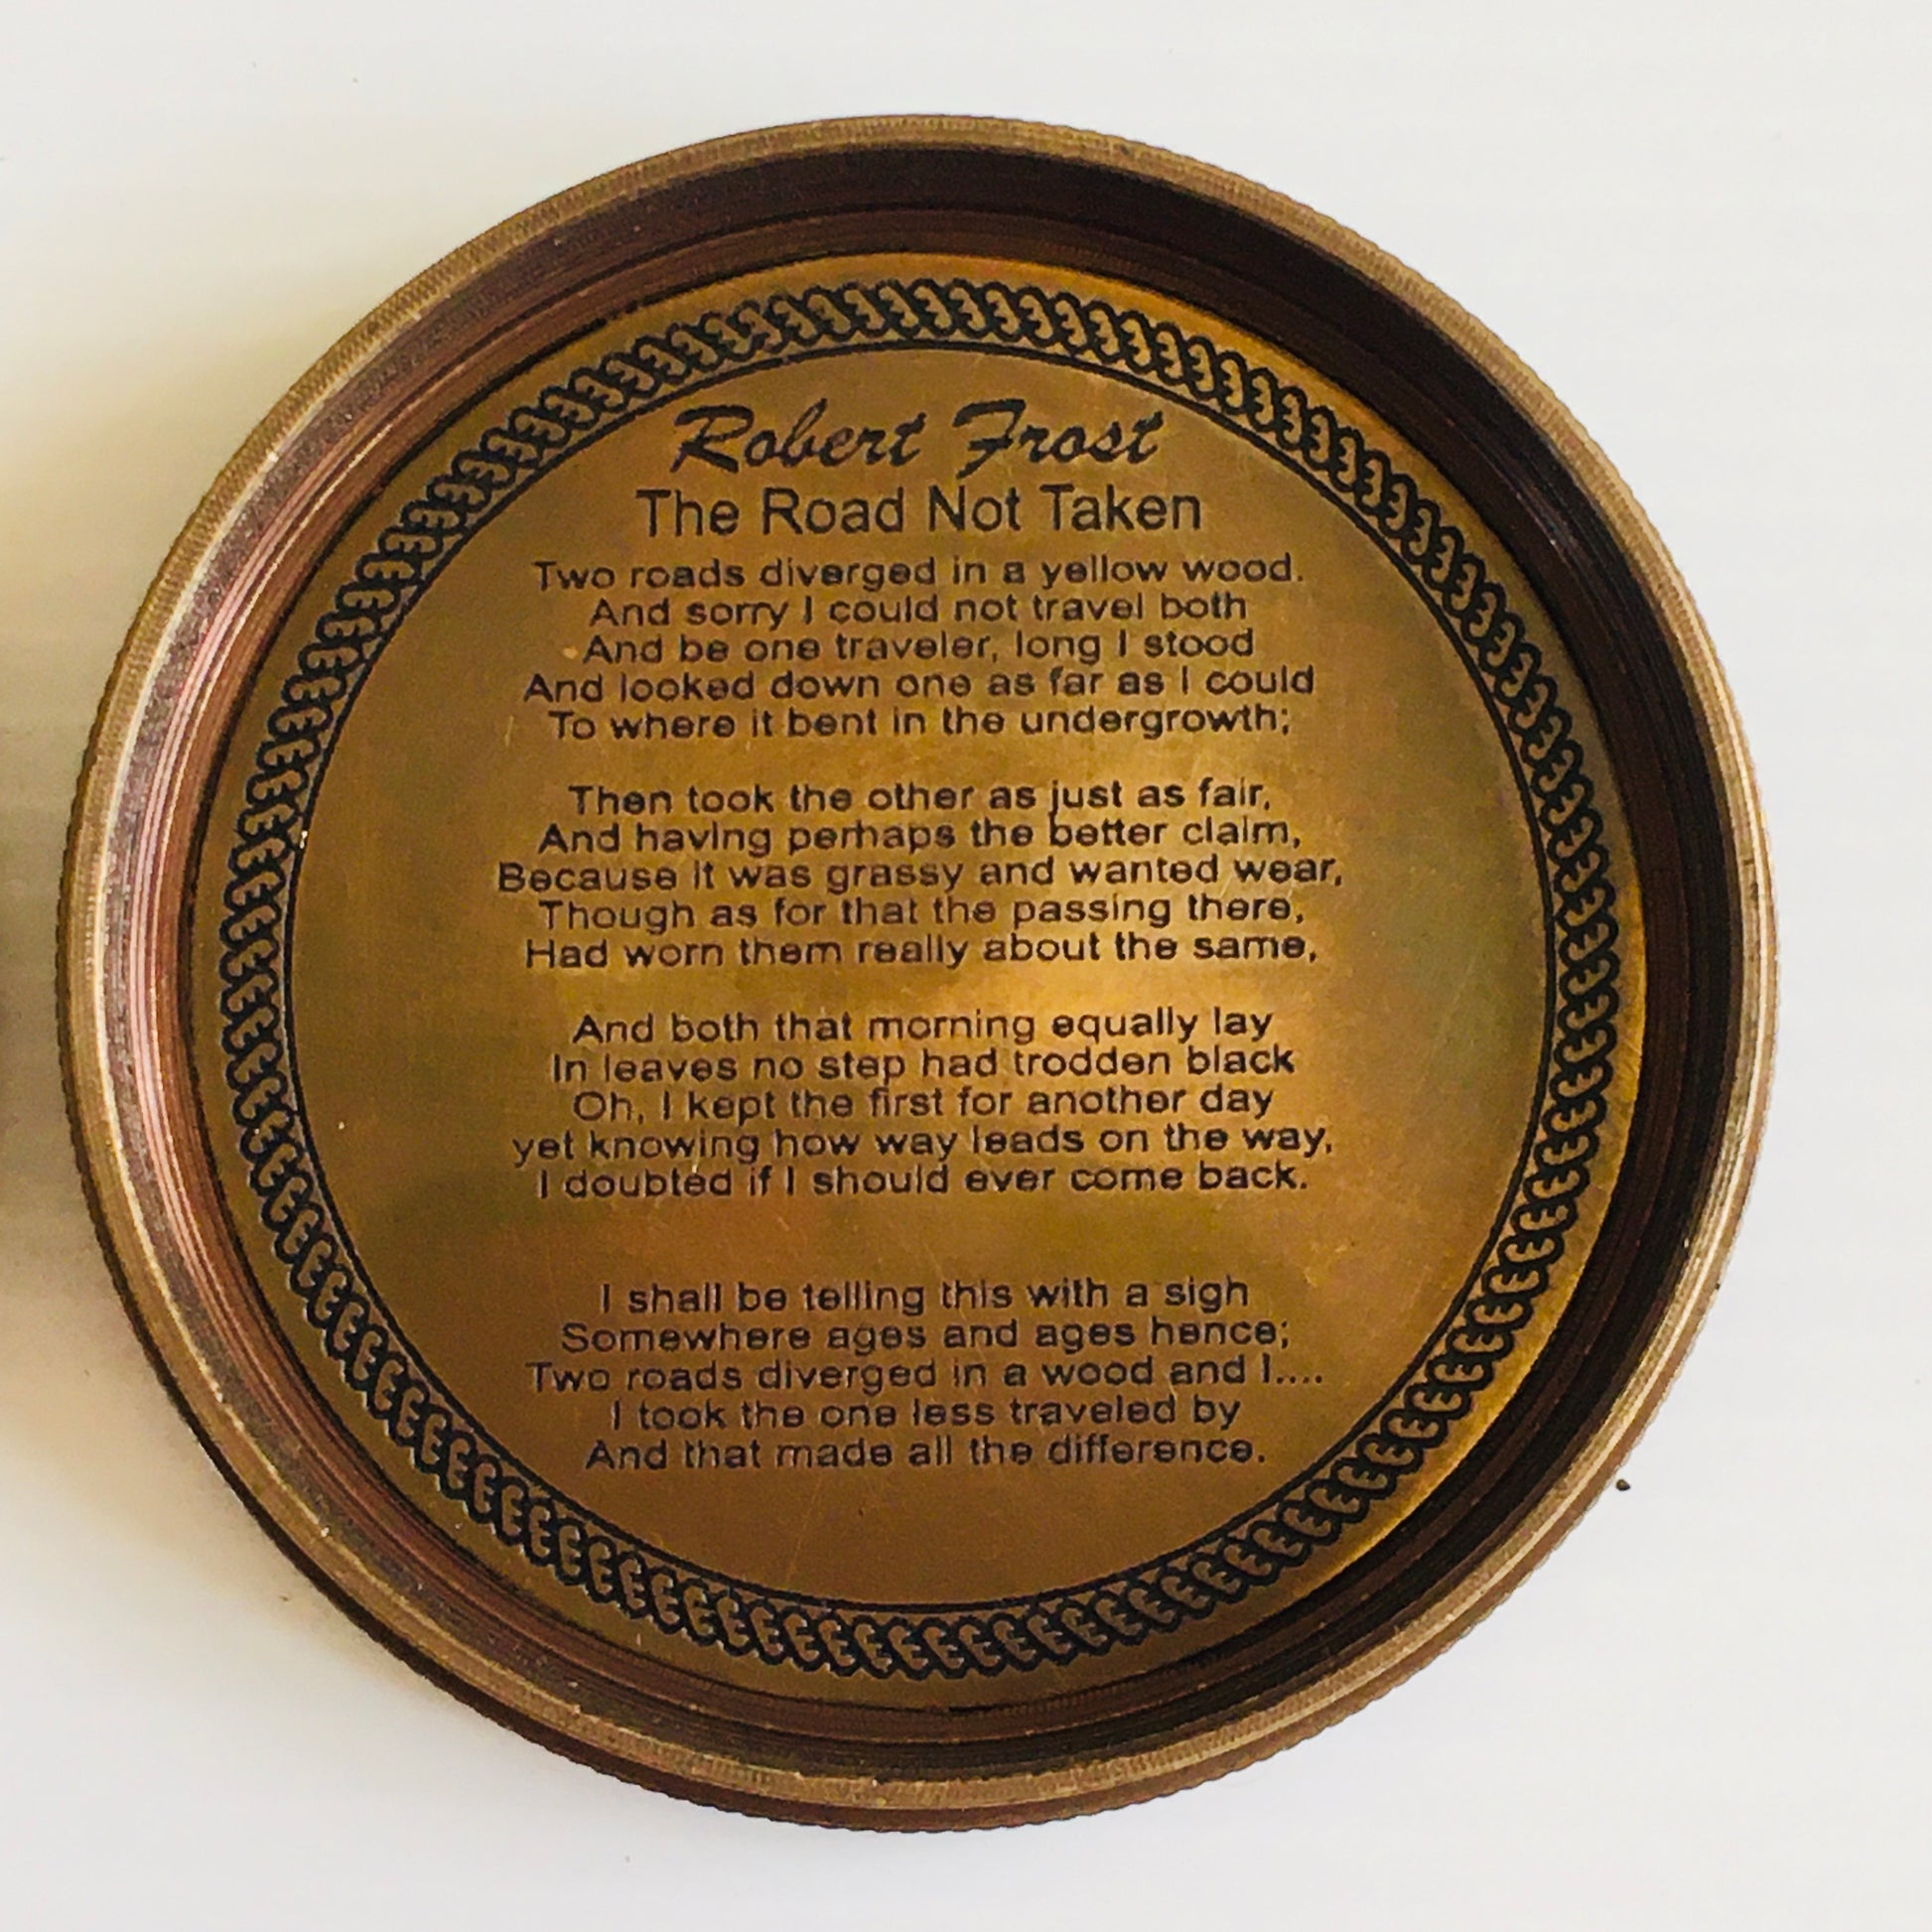 Robert Frost
The Road Not Taken
Two roads diverged in a yellow wood.
And sorry I could not travel both
And be one traveler, long I stood
And looked down one as far as I could
To where it bent in the undergrowth;
Then took the other as just as fair,
And having perhaps the better claim,
Because it was grassy and wanted wear,
Though as for that the passing there,
Had worn them really about the same,
And both that morning equally lay
In leaves no step had trodden black
Oh, I kept the first for another day
yet knowing how way leads on the way,
I doubted if I should ever come back.
I shall be telling this with a sigh
Somewhere ages and ages hence;
Two roads diverged in a wood and I....
I took the one less traveled by
And that made all the difference.